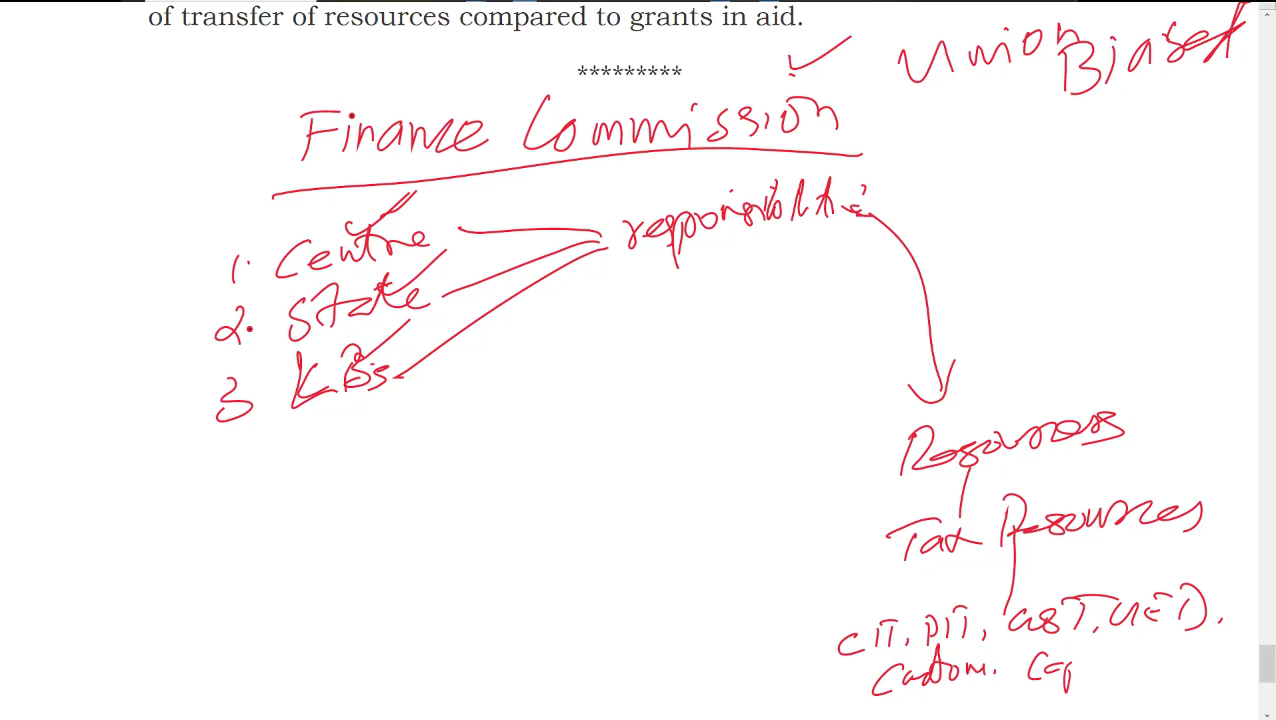 of transfer of resources compared to grants in aid.
*********
Union Biased
Finance Commission
1. Centre
responsibilitie
2. State
3 LBs
Resources
Tax Resources
CIT, PIT, GST, UED,
Custom.